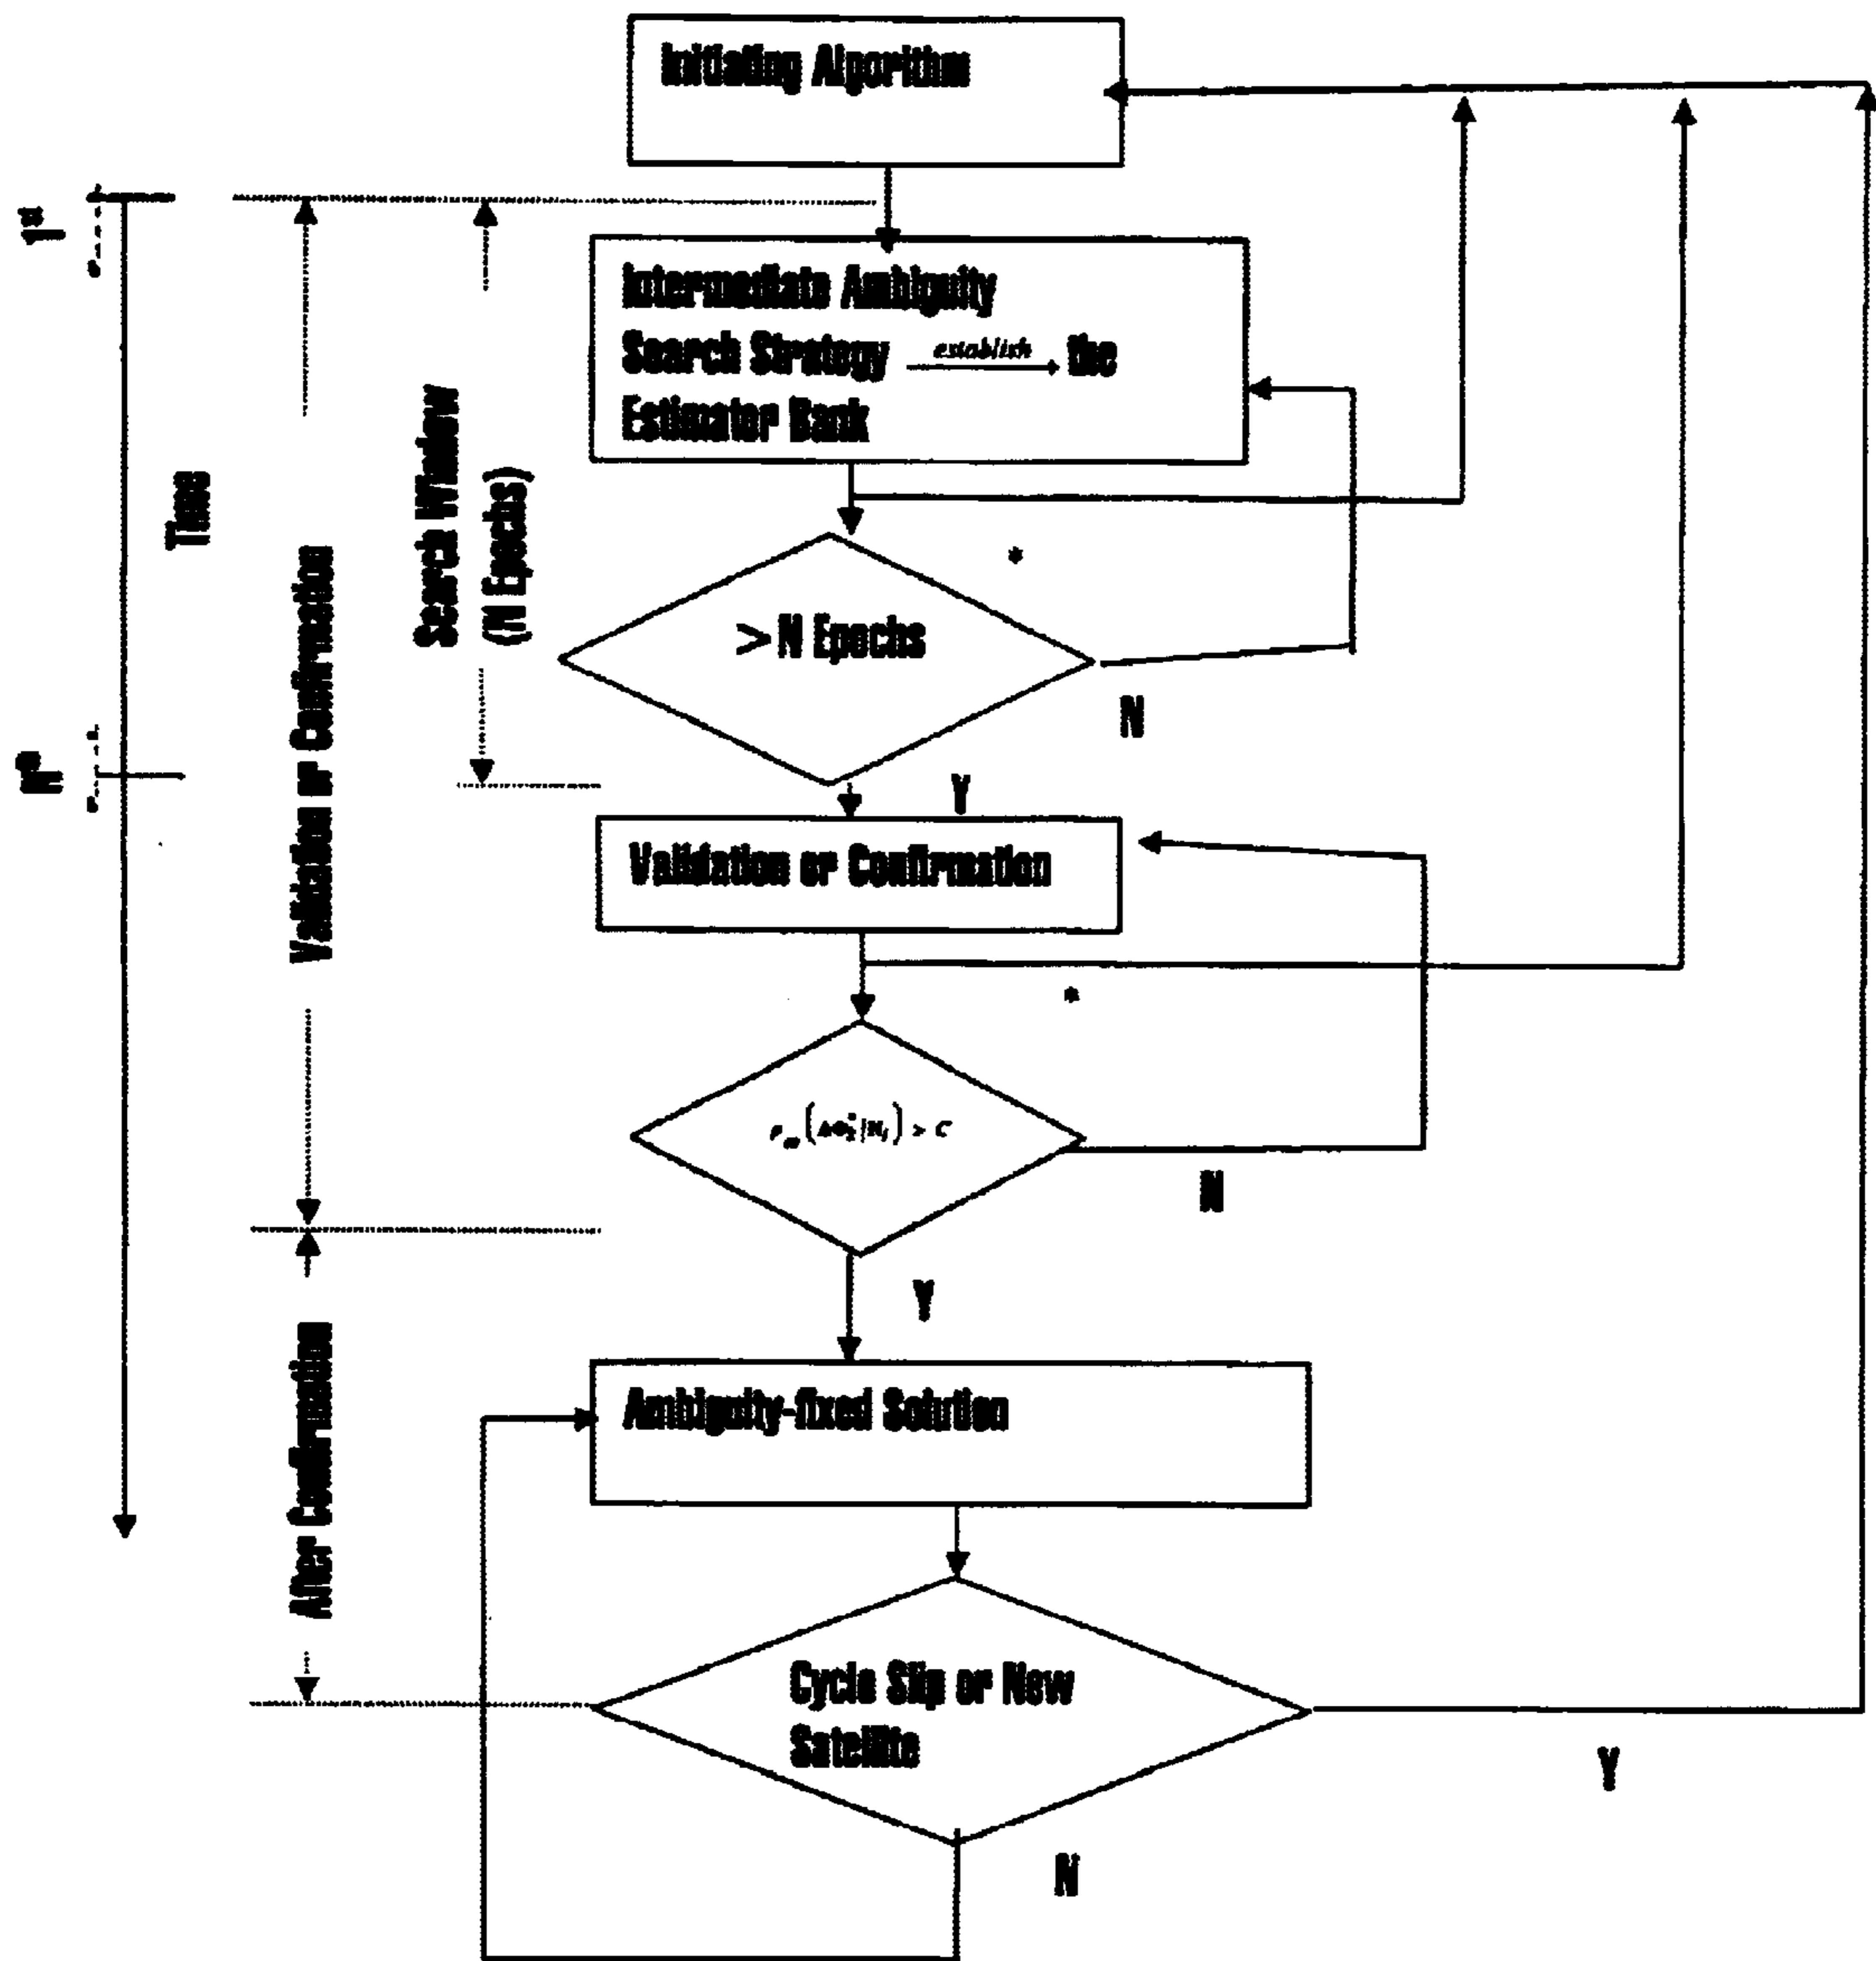 Initiating Algorithm
Intermediate Ambiguity
Search Strategy establish the
Estimator Bank
*
> N Epochs
N
Y
Validation or Confirmation
*
> C
N
Y
Ambiguity-fixed Solution
Cycle Slip or New
Satellite
Y
N
Time
Validation or Confirmation
Search Window
(N Epochs)
After Confirmation